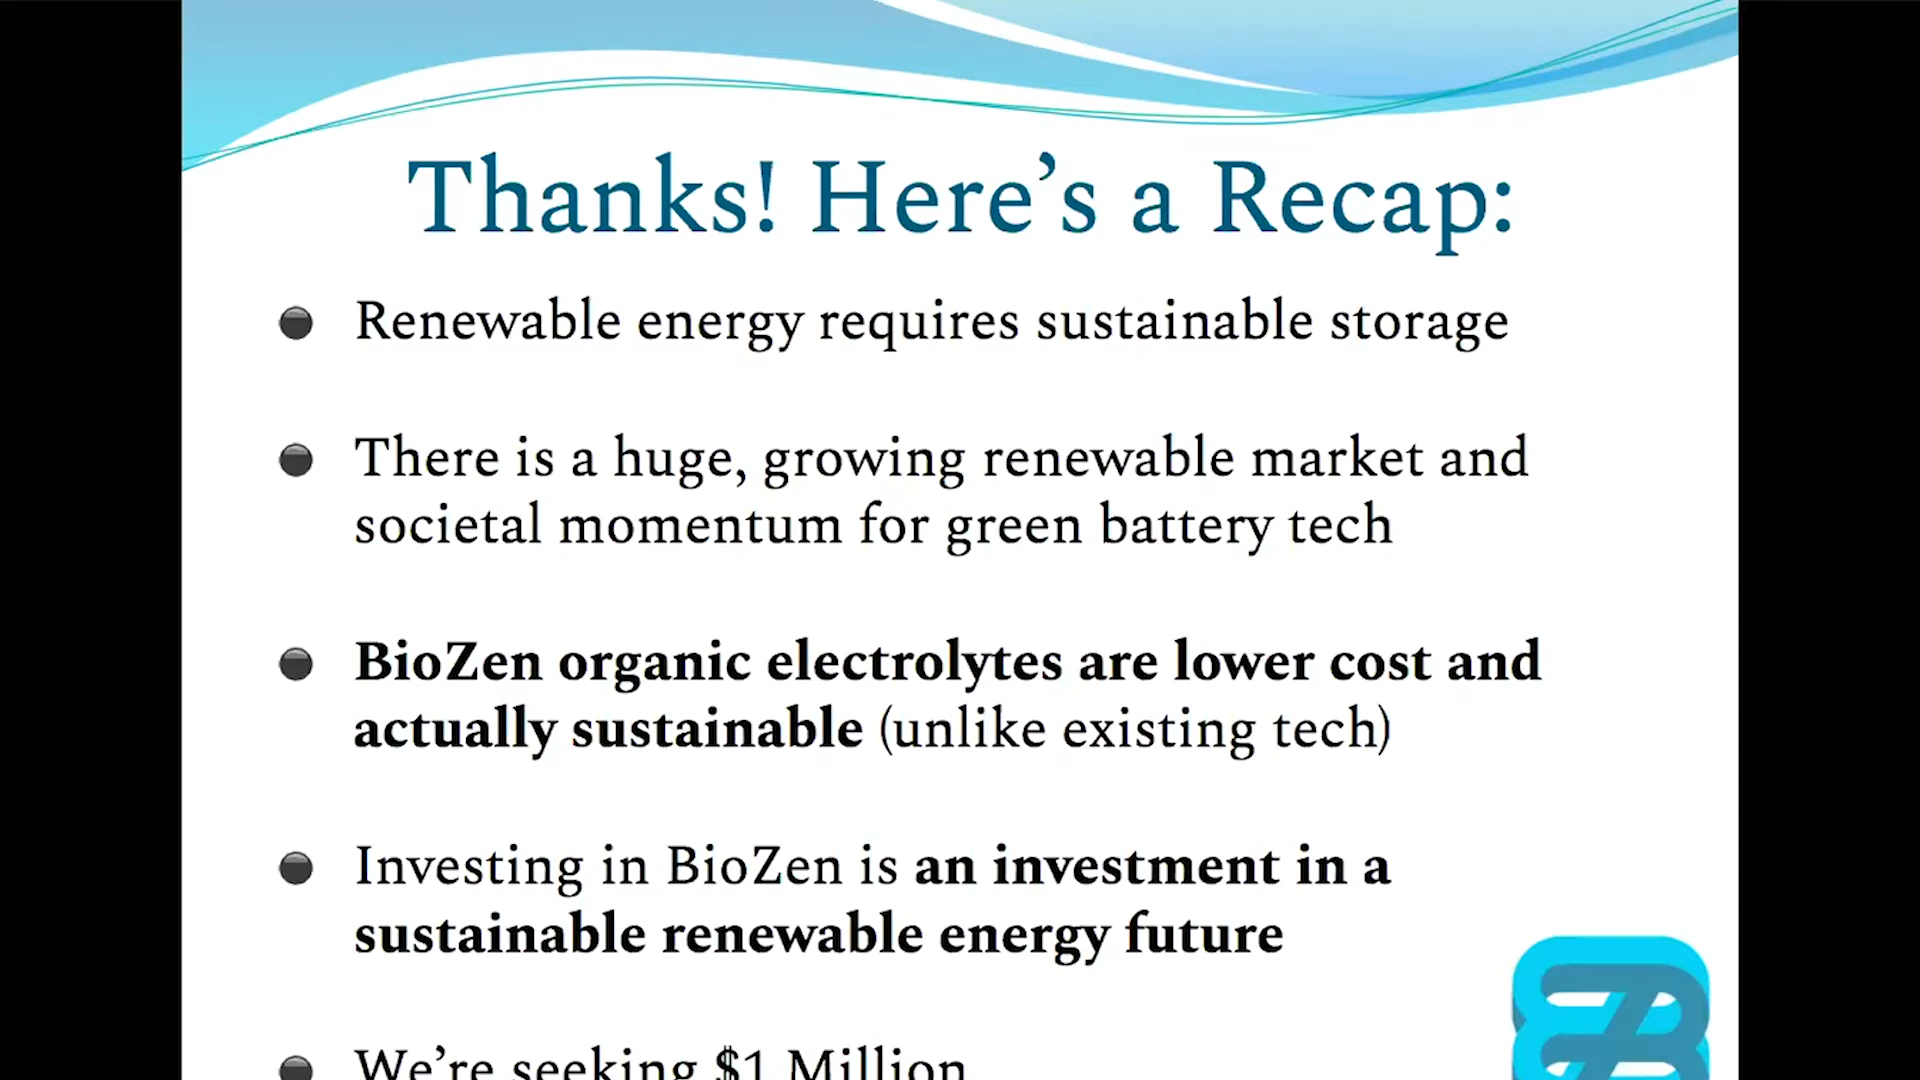 Thanks! Here’s a Recap:
Renewable energy requires sustainable storage
There is a huge, growing renewable market and
societal momentum for green battery tech
BioZen organic electrolytes are lower cost and
actually sustainable (unlike existing tech)
Investing in BioZen is an investment in a
sustainable renewable energy future
We’re seeking $1 Million